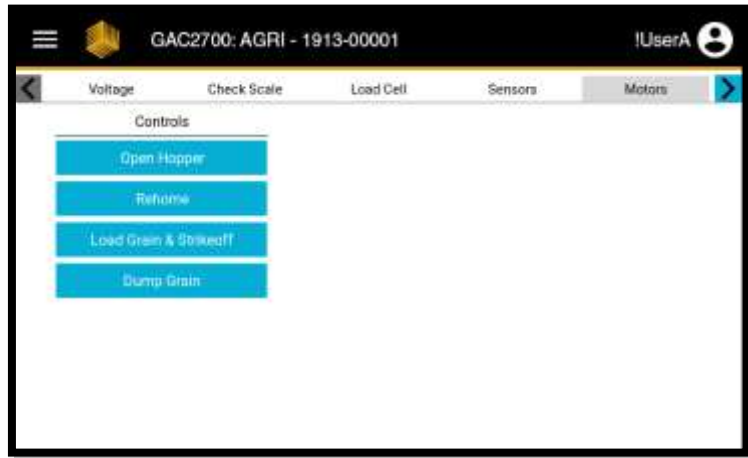 GAC2700: AGRI - 1913-00001 !UserA
Voltage Check Scale Load Cell Sensors Motors
Controls
Open Hopper
Rehome
Load Grain & Strikeoff
Dump Grain